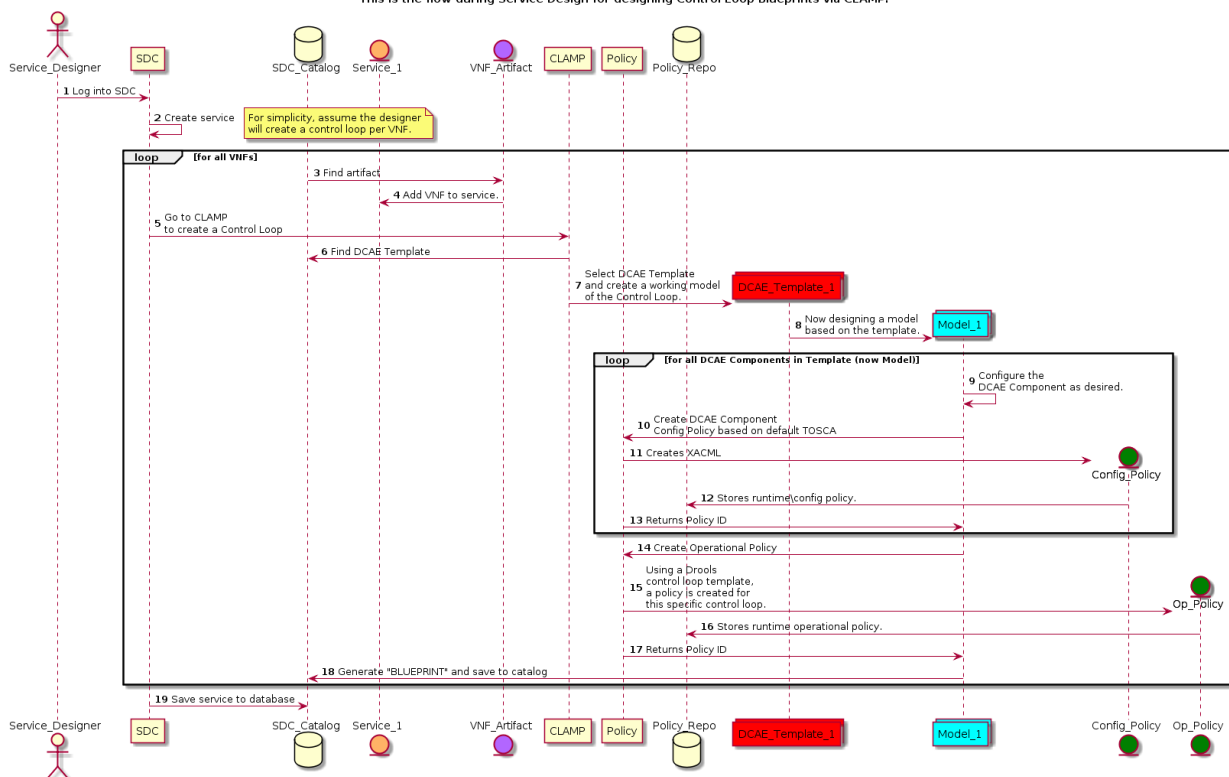 This is the flow during Service Design for designing Control Loop Blueprints via CLAMP.
Service_Designer
SDC
SDC_Catalog
Service_1
VNF_Artifact
CLAMP
Policy
Policy_Repo
1 Log into SDC
2 Create service
For simplicity, assume the designer
will create a control loop per VNF.
loop [for all VNFs]
3 Find artifact
4 Add VNF to service.
5 Go to CLAMP
to create a Control Loop
6 Find DCAE Template
7 Select DCAE Template
and create a working model
of the Control Loop.
DCAE_Template_1
8 Now designing a model
based on the template.
Model_1
loop [for all DCAE Components in Template (now Model)]
9 Configure the
DCAE Component as desired.
10 Create DCAE Component
Config Policy based on default TOSCA
11 Creates XACML
Config_Policy
12 Stores runtime\config policy.
13 Returns Policy ID
14 Create Operational Policy
15 Using a Drools
control loop template,
a policy is created for
this specific control loop.
Op_Policy
16 Stores runtime operational policy.
17 Returns Policy ID
18 Generate "BLUEPRINT" and save to catalog
19 Save service to database
Service_Designer
SDC
SDC_Catalog
Service_1
VNF_Artifact
CLAMP
Policy
Policy_Repo
DCAE_Template_1
Model_1
Config_Policy
Op_Policy